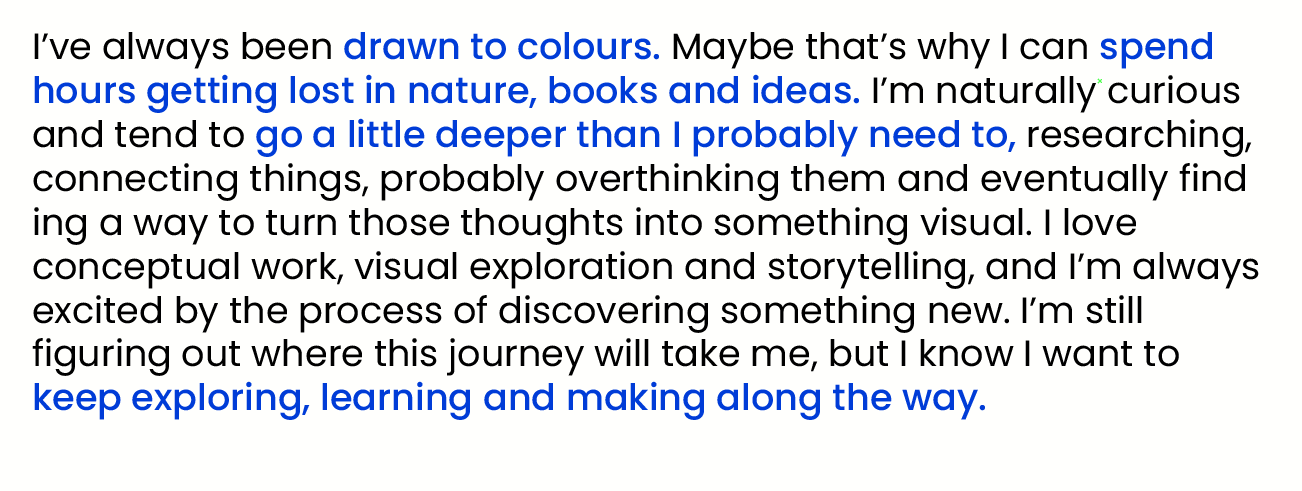 I’ve always been drawn to colours. Maybe that’s why I can spend
hours getting lost in nature, books and ideas. I’m naturally curious
and tend to go a little deeper than I probably need to, researching,
connecting things, probably overthinking them and eventually find
ing a way to turn those thoughts into something visual. I love
conceptual work, visual exploration and storytelling, and I’m always
excited by the process of discovering something new. I’m still
figuring out where this journey will take me, but I know I want to
keep exploring, learning and making along the way.